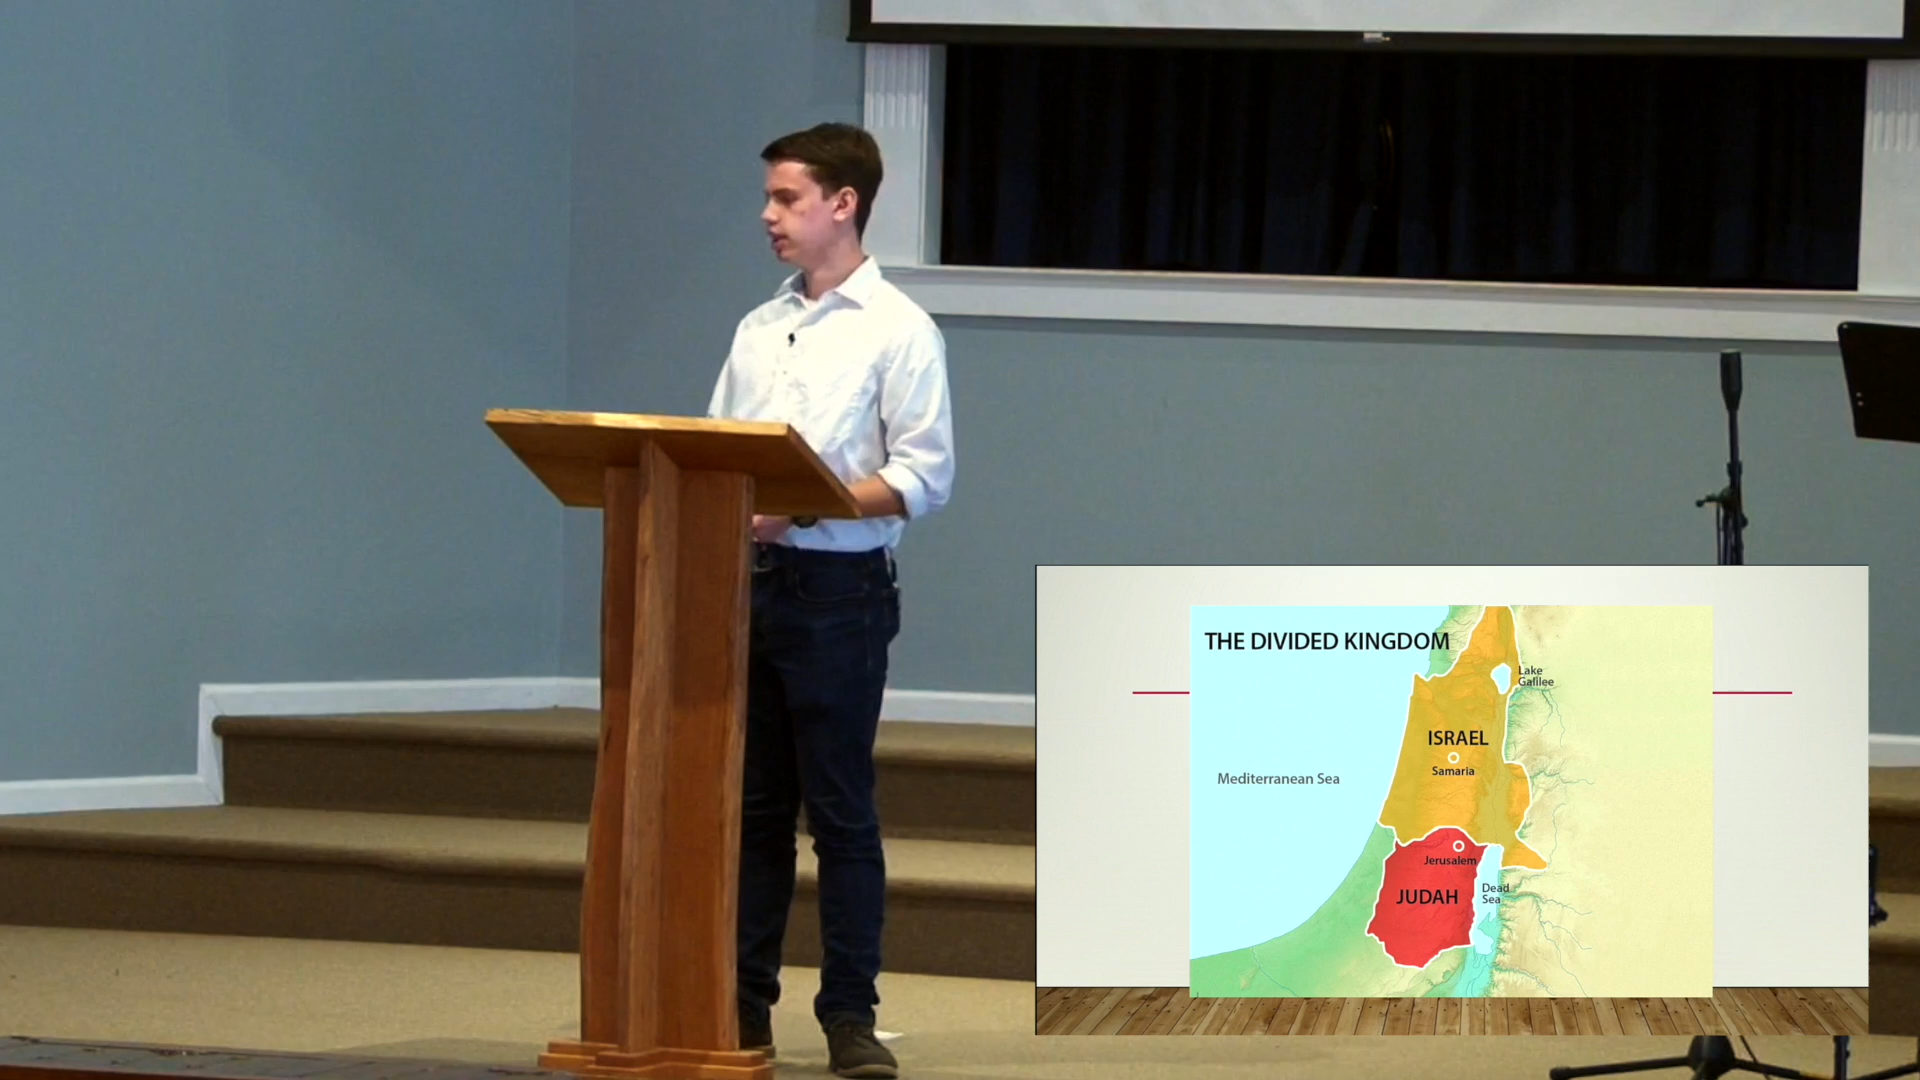 THE DIVIDED KINGDOM
Lake
Galilee
ISRAEL
Samaria
Mediterranean Sea
Jerusalem
JUDAH
Dead
Sea